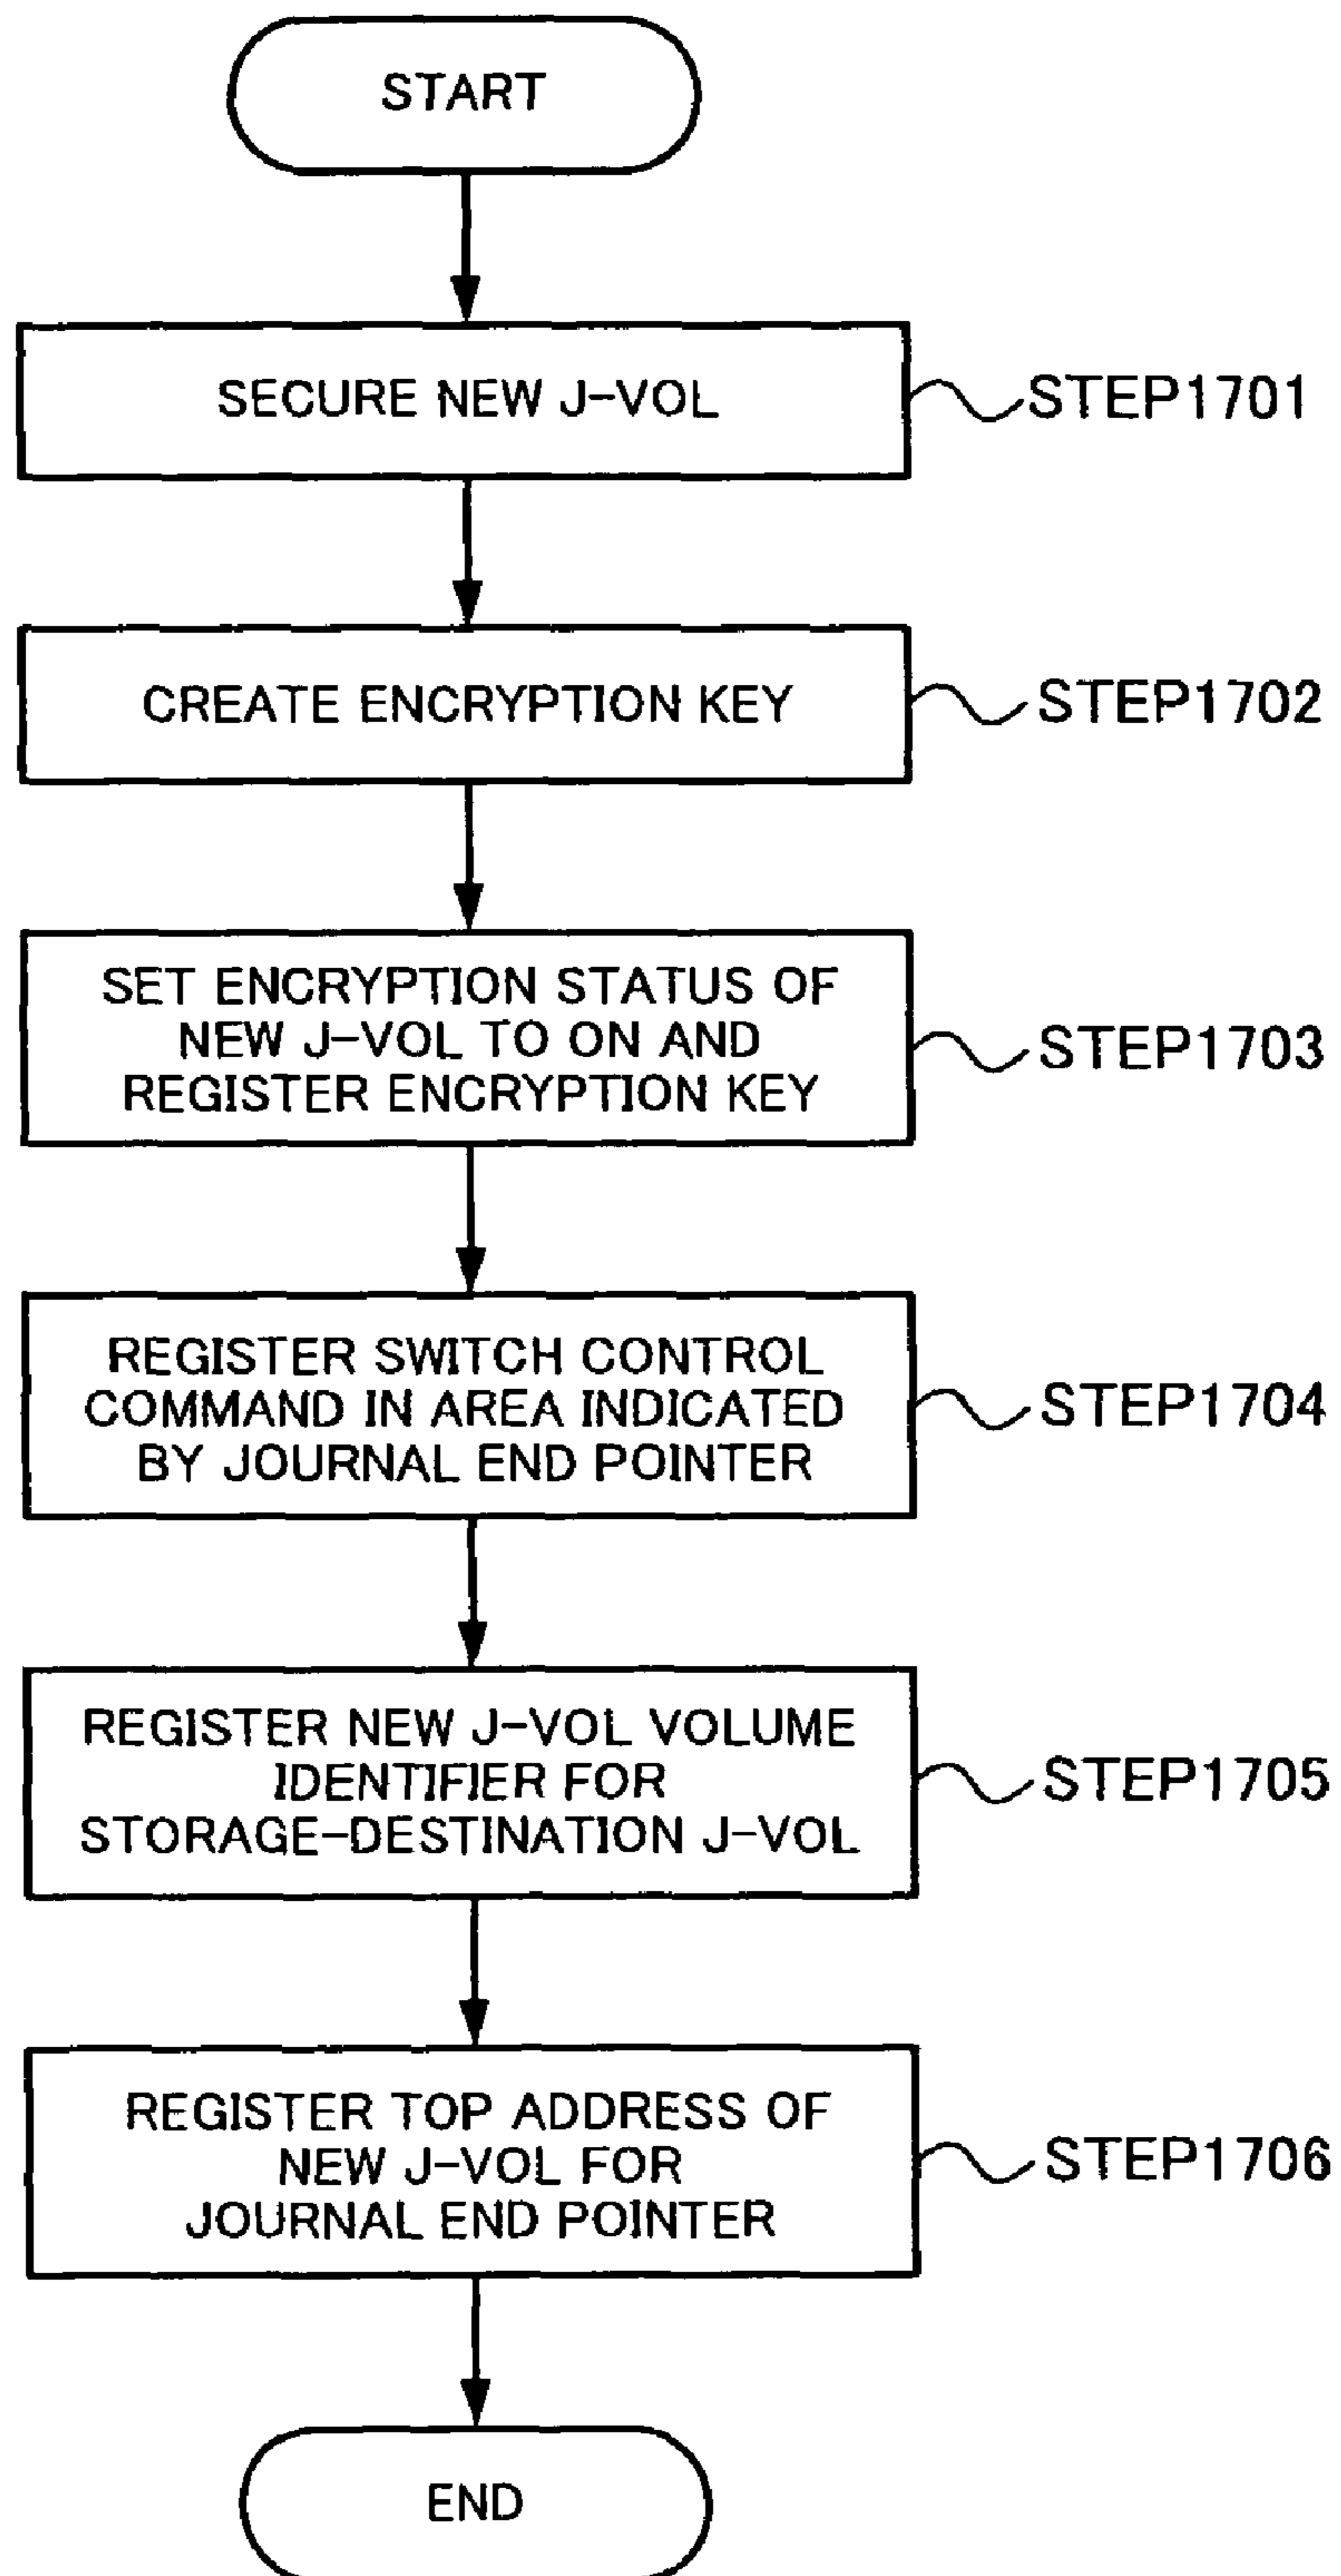 START
SECURE NEW J-VOL
STEP1701
CREATE ENCRYPTION KEY
STEP1702
SET ENCRYPTION STATUS OF
NEW J-VOL TO ON AND
REGISTER ENCRYPTION KEY
STEP1703
REGISTER SWITCH CONTROL
COMMAND IN AREA INDICATED
BY JOURNAL END POINTER
STEP1704
REGISTER NEW J-VOL VOLUME
IDENTIFIER FOR
STORAGE-DESTINATION J-VOL
STEP1705
REGISTER TOP ADDRESS OF
NEW J-VOL FOR
JOURNAL END POINTER
STEP1706
END